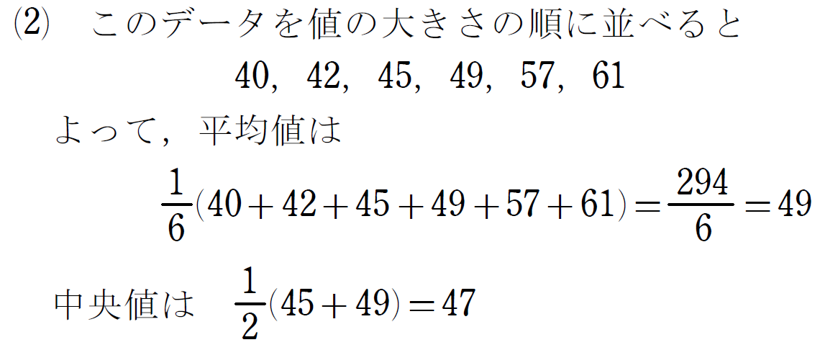 (2) このデータを値の大きさの順に並べると
40, 42, 45, 49, 57, 61
よって, 平均値は
1/6(40+42+45+49+57+61)=294/6=49
中央値は 1/2(45+49)=47